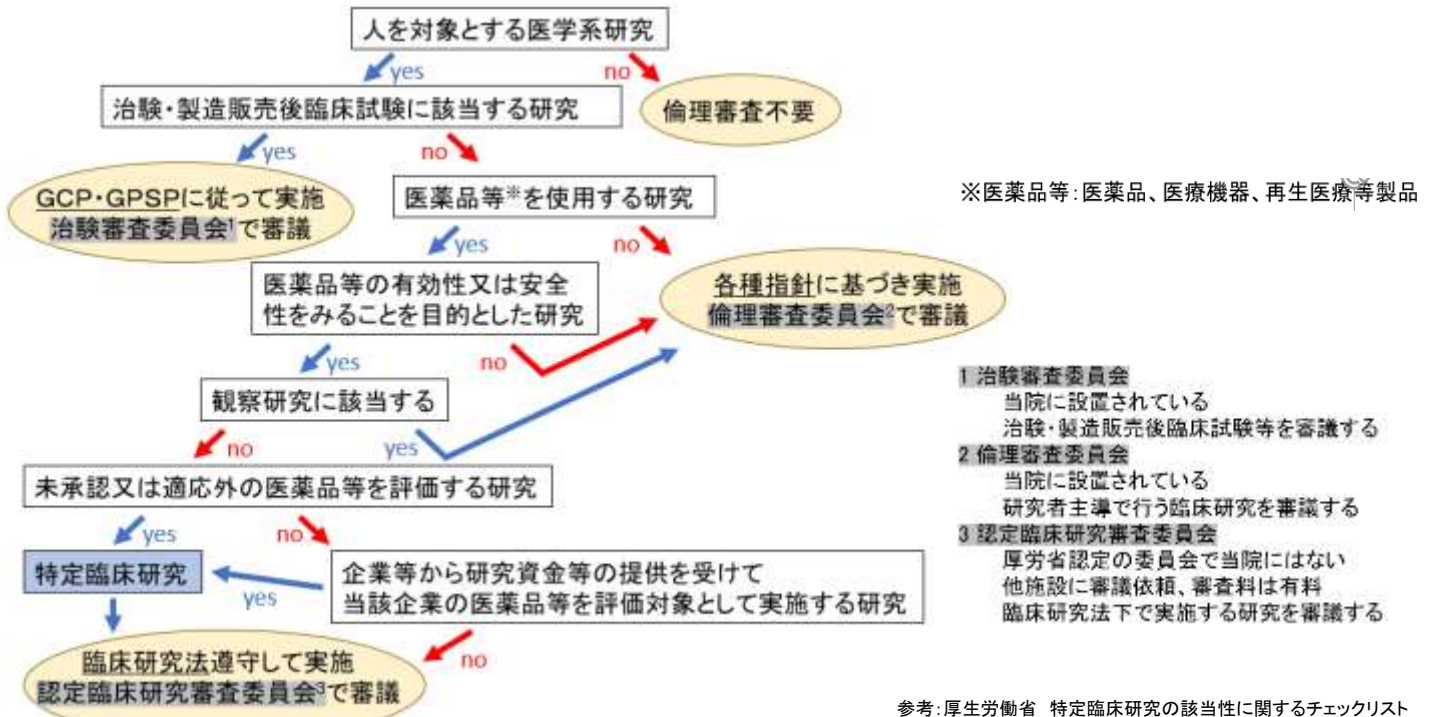 人を対象とする医学系研究
yes
no
治験・製造販売後臨床試験に該当する研究
倫理審査不要
yes
no
GCP・GPSPに従って実施
治験審査委員会1で審議
医薬品等※を使用する研究
※医薬品等：医薬品、医療機器、再生医療等製品
yes
no
医薬品等の有効性又は安全
性をみることを目的とした研究
各種指針に基づき実施
倫理審査委員会2で審議
yes
no
観察研究に該当する
no
yes
未承認又は適応外の医薬品等を評価する研究
yes
no
特定臨床研究
企業等から研究資金等の提供を受けて
当該企業の医薬品等を評価対象として実施する研究
yes
no
臨床研究法遵守して実施
認定臨床研究審査委員会3で審議
1 治験審査委員会
当院に設置されている
治験・製造販売後臨床試験等を審議する
2 倫理審査委員会
当院に設置されている
研究者主導で行う臨床研究を審議する
3 認定臨床研究審査委員会
厚労省認定の委員会で当院にはない
他施設に審議依頼、審査料は有料
臨床研究法下で実施する研究を審議する
参考：厚生労働省 特定臨床研究の該当性に関するチェックリスト